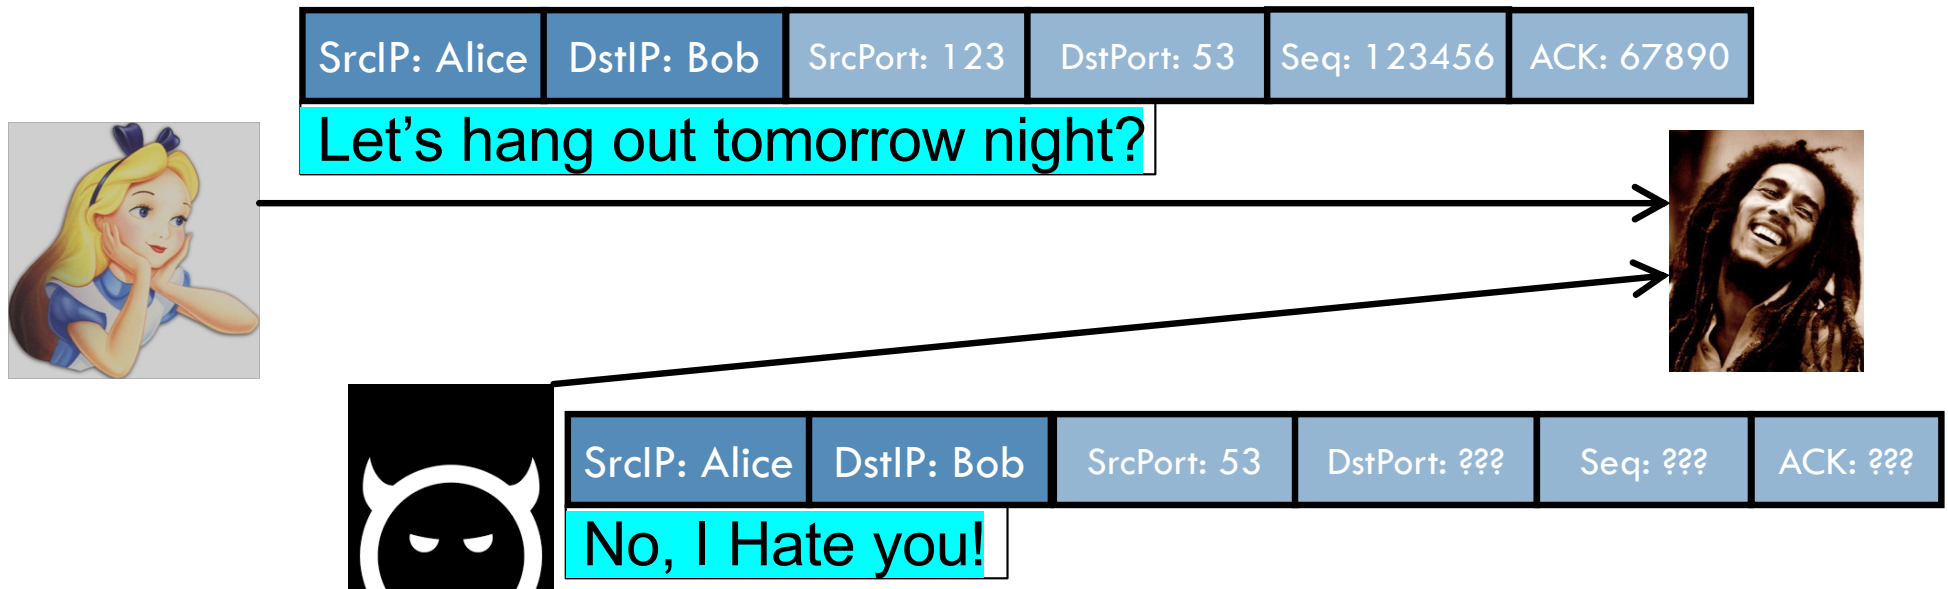 SrcIP: Alice DstIP: Bob SrcPort: 123 DstPort: 53 Seq: 123456 ACK: 67890
Let’s hang out tomorrow night?
SrcIP: Alice DstIP: Bob SrcPort: 53 DstPort: ??? Seq: ??? ACK: ???
No, I Hate you!